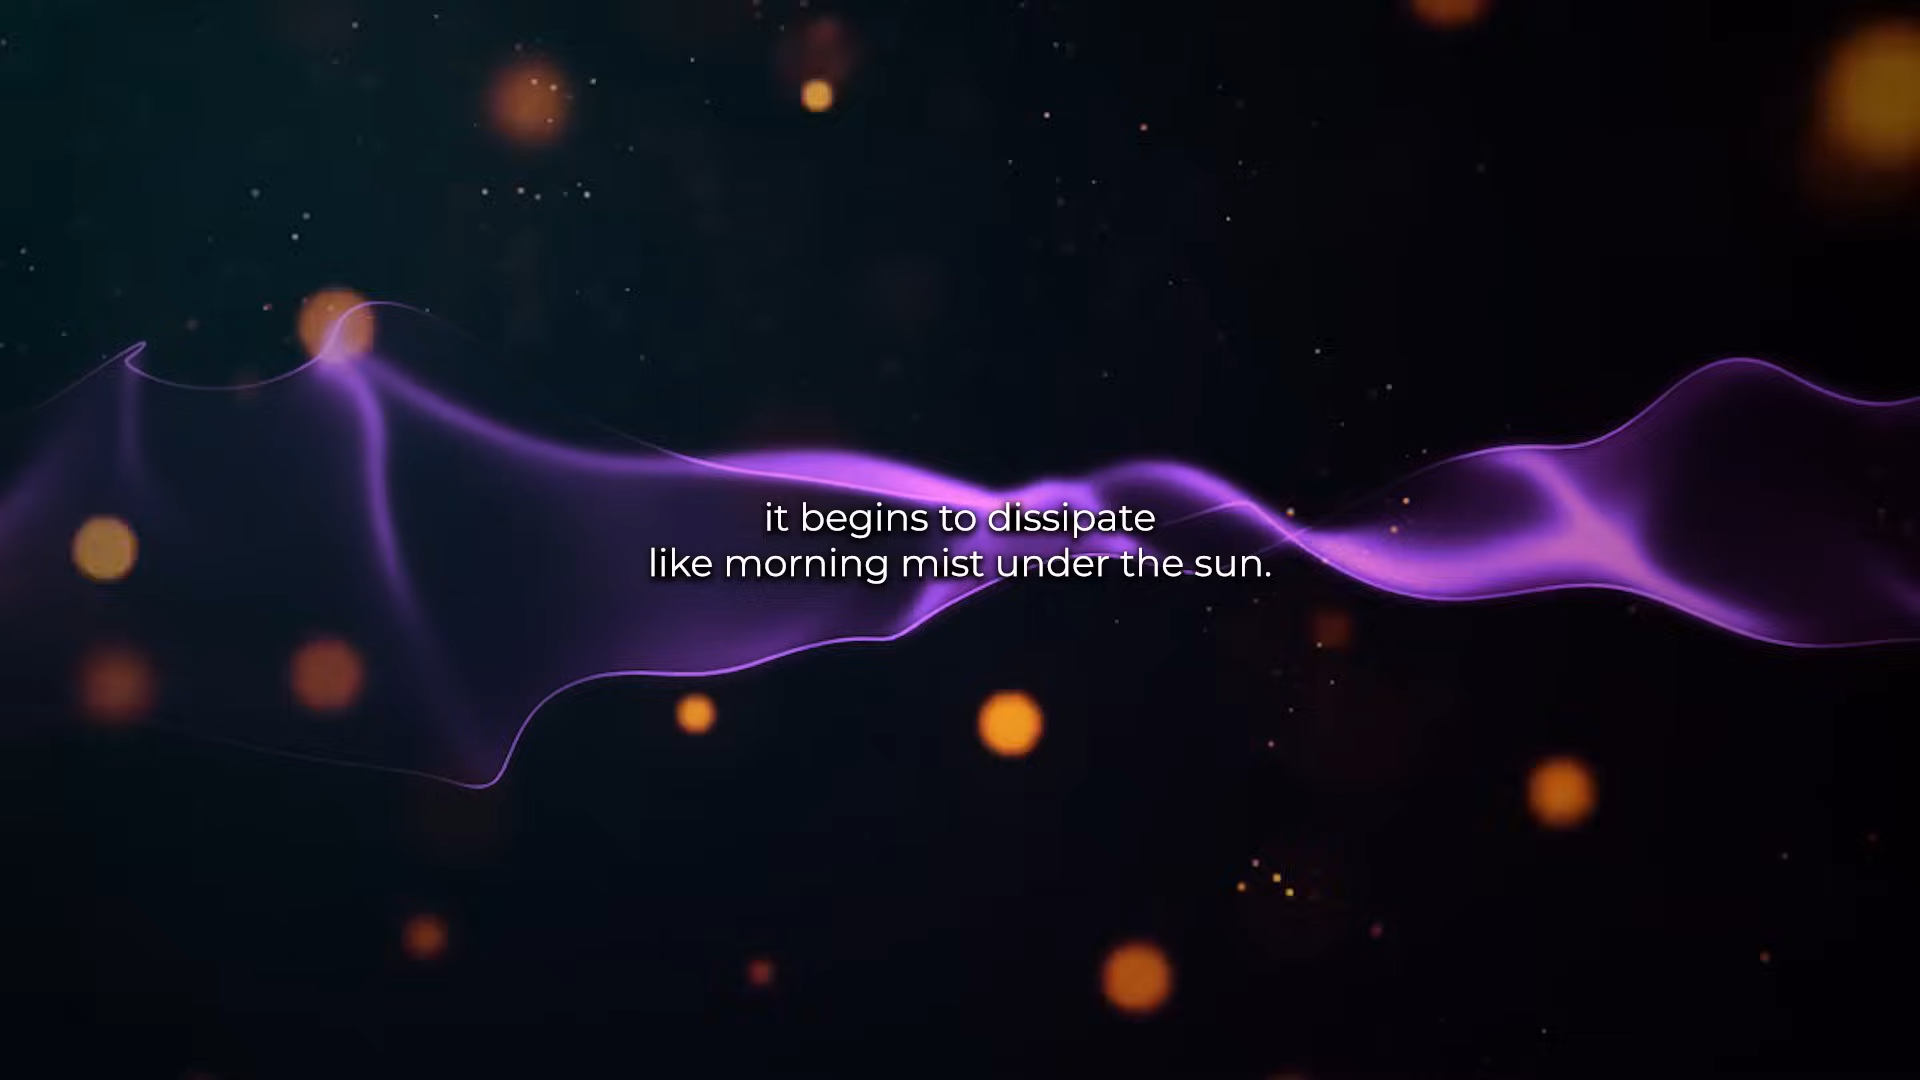 it begins to dissipate
like morning mist under the sun.